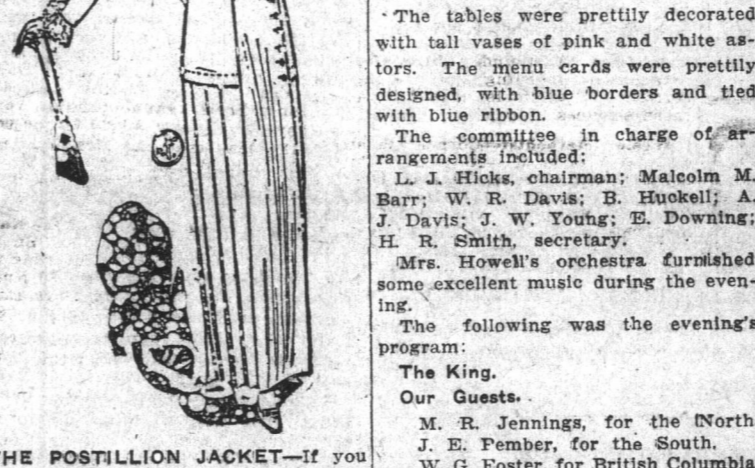 The tables were prettily decorated
with tall vases of pink and white as-
tors. The menu cards were prettily
designed, with blue borders and tied
with blue ribbon.
The committee in charge of ar-
rangements included:
L. J. Hicks, chairman; Malcolm M.
Barr; W. R. Davis; B. Huckell; A.
J. Davis; J. W. Young; E. Downing;
H. R. Smith, secretary.
Mrs. Howell's orchestra furnished
some excellent music during the even-
ing.
The following was the evening's
program:
The King.
Our Guests.
M. R. Jennings, for the North
J. E. Pember, for the South.
W. G. Foster, for British Columbia
HE POSTILLION JACKET—If you